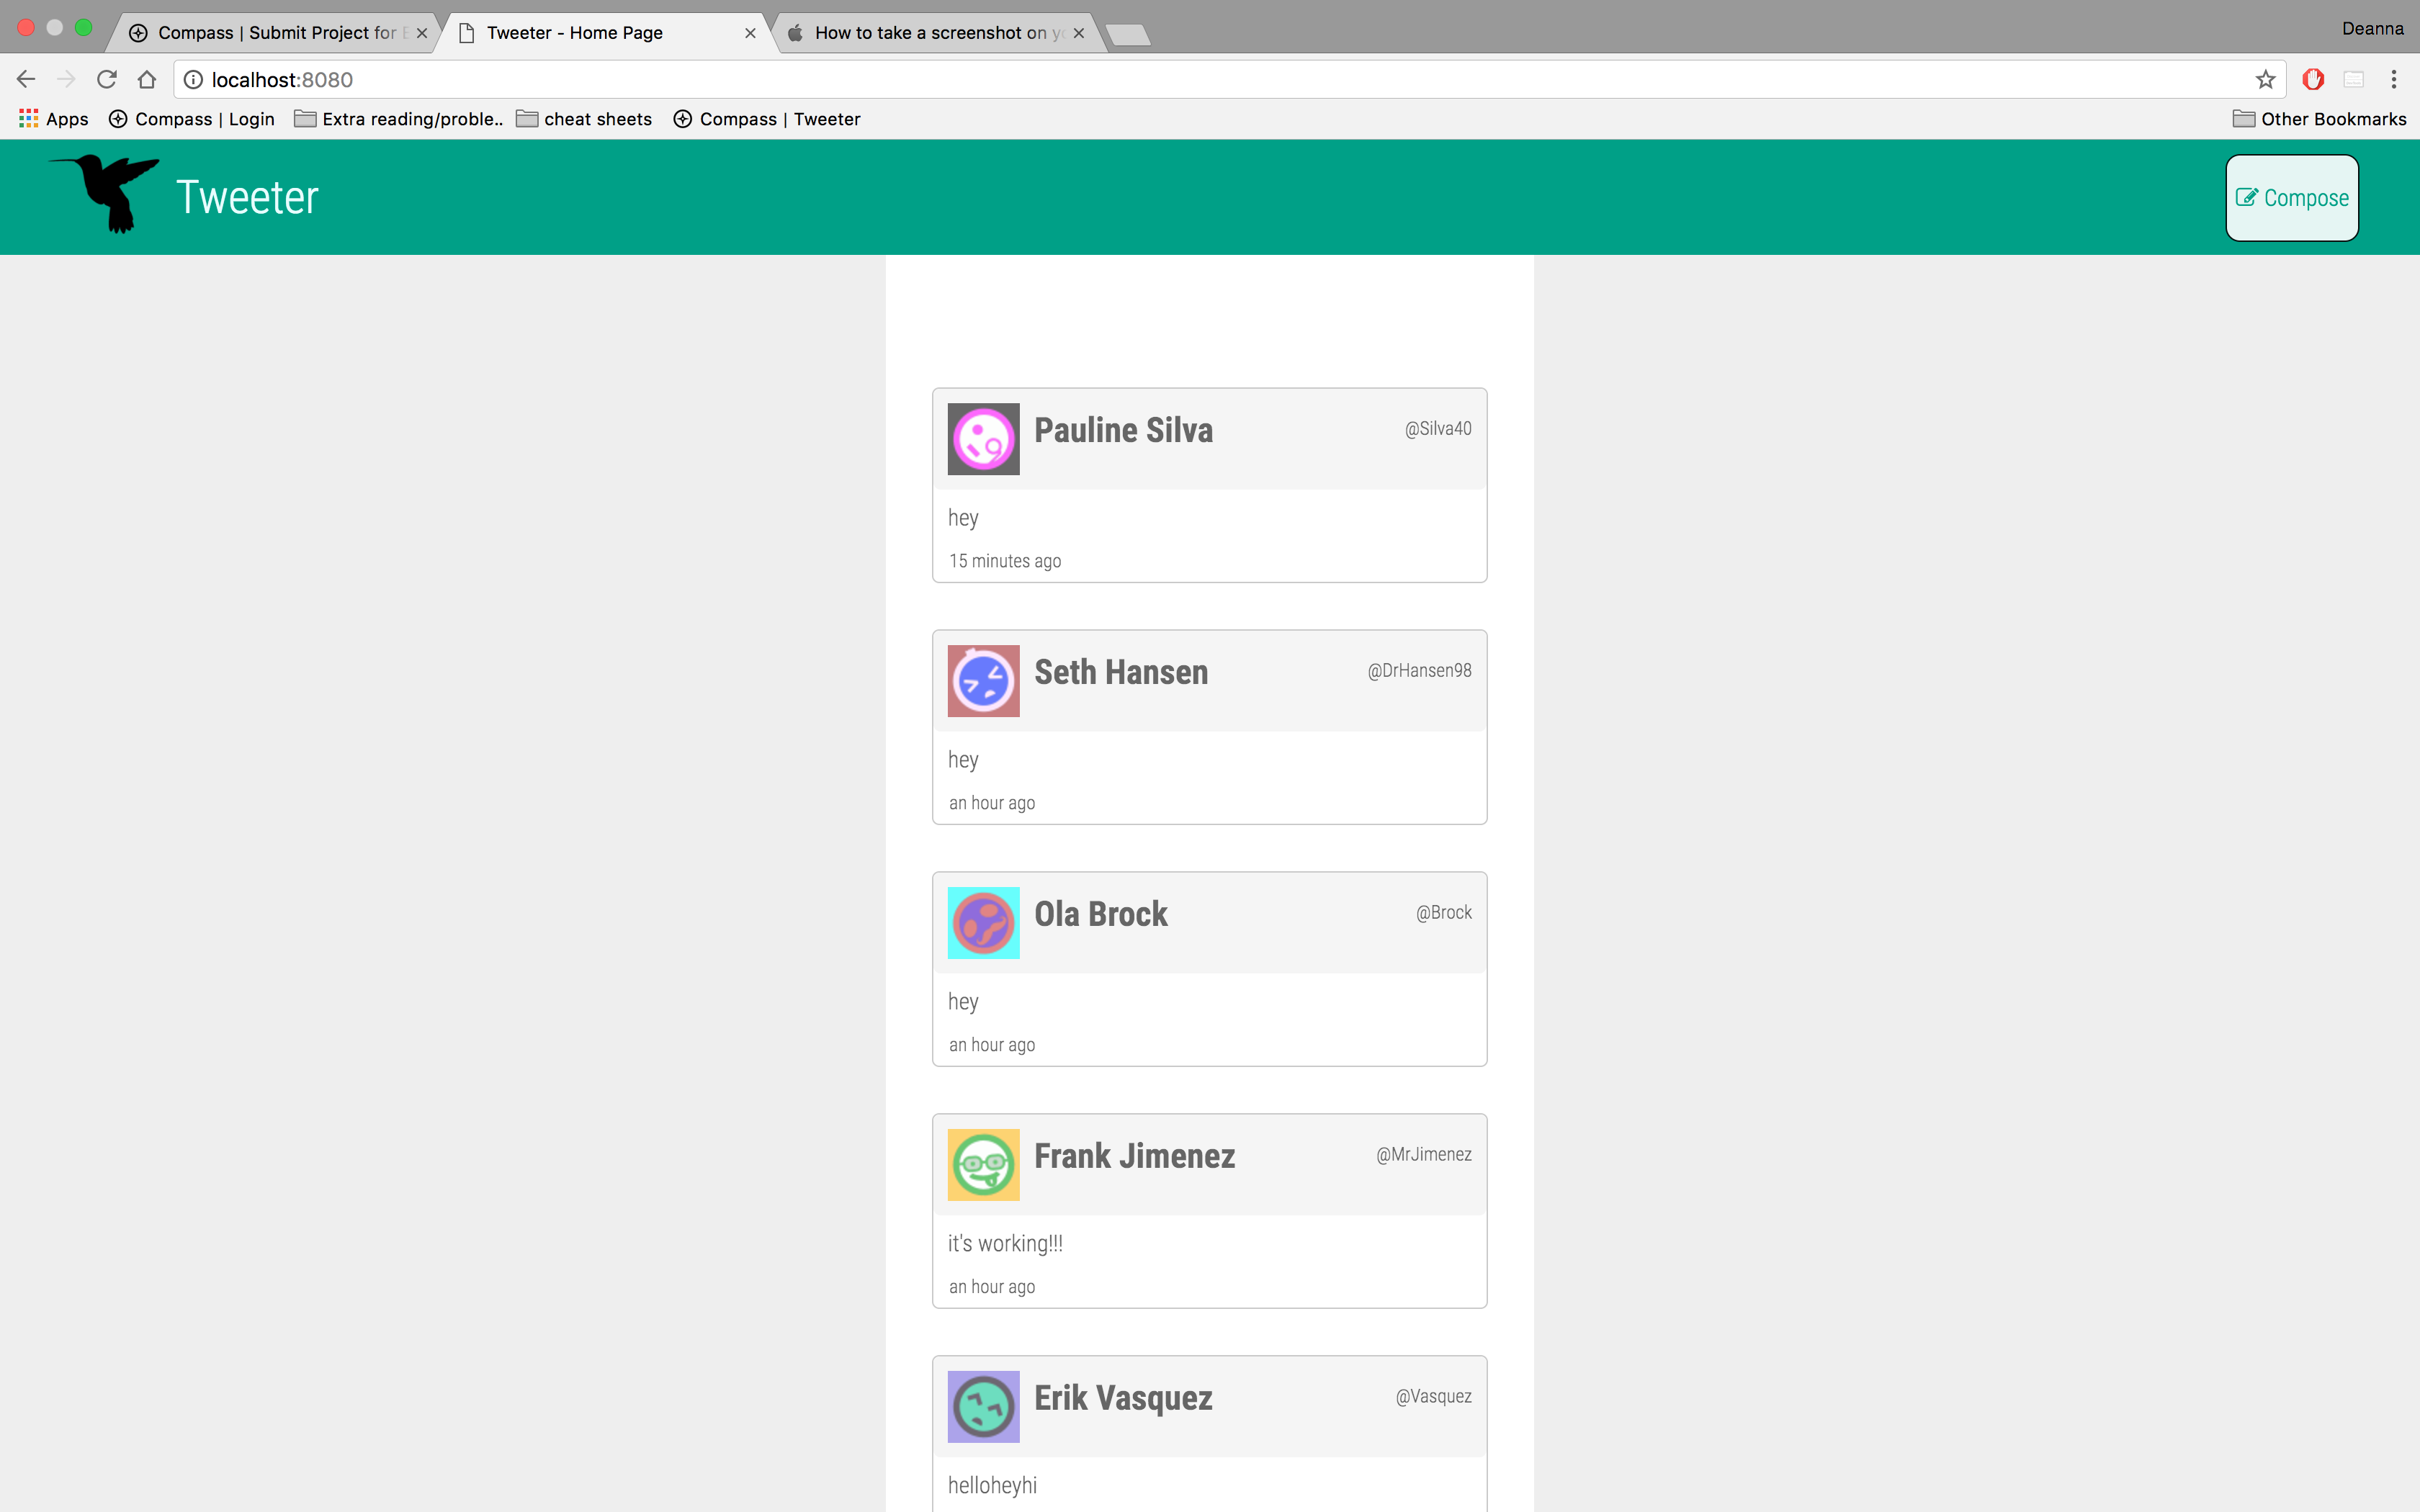 Compass | Submit Project for E
Tweeter - Home Page
How to take a screenshot on yo
Deanna
localhost:8080
Apps
Compass | Login
Extra reading/proble..
cheat sheets
Compass | Tweeter
Other Bookmarks
Tweeter
Compose
Pauline Silva
@Silva40
hey
15 minutes ago
Seth Hansen
@DrHansen98
hey
an hour ago
Ola Brock
@Brock
hey
an hour ago
Frank Jimenez
@MrJimenez
it's working!!!
an hour ago
Erik Vasquez
@Vasquez
helloheyhi